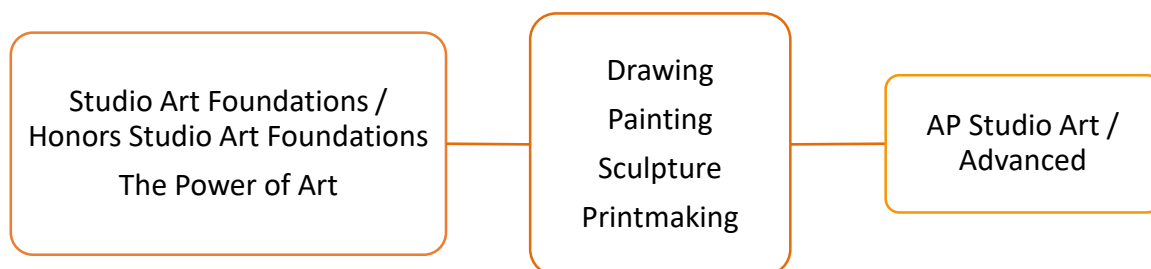 Studio Art Foundations /
Honors Studio Art Foundations
The Power of Art
Drawing
Painting
Sculpture
Printmaking
AP Studio Art /
Advanced